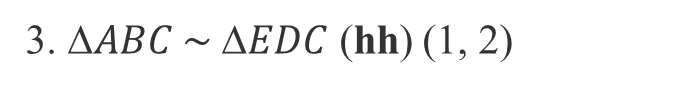 3. ΔABC ~ ΔEDC (hh) (1, 2)